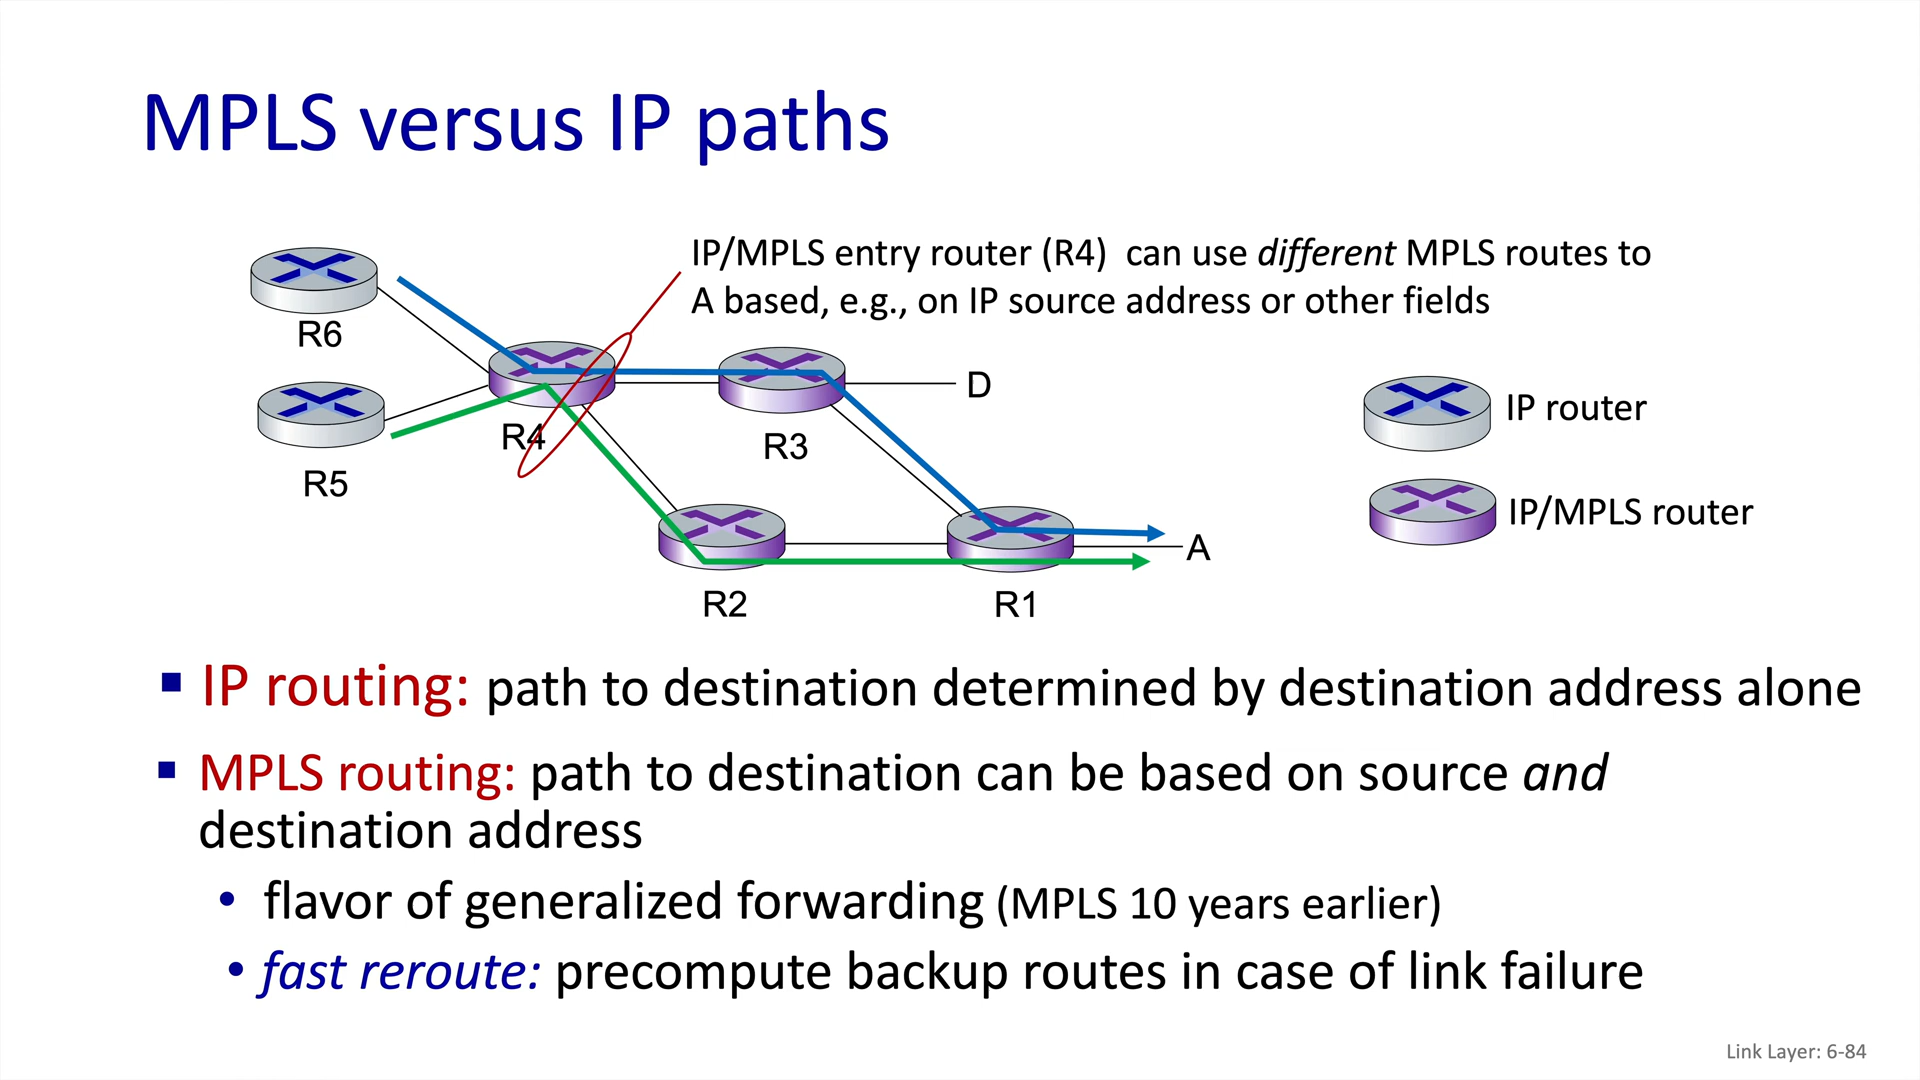 MPLS versus IP paths
IP/MPLS entry router (R4) can use different MPLS routes to
A based, e.g., on IP source address or other fields
R6
R5
R4
R3
D
R2
R1
A
IP router
IP/MPLS router
▪ IP routing: path to destination determined by destination address alone
▪ MPLS routing: path to destination can be based on source and
destination address
• flavor of generalized forwarding (MPLS 10 years earlier)
• fast reroute: precompute backup routes in case of link failure
Link Layer: 6-84